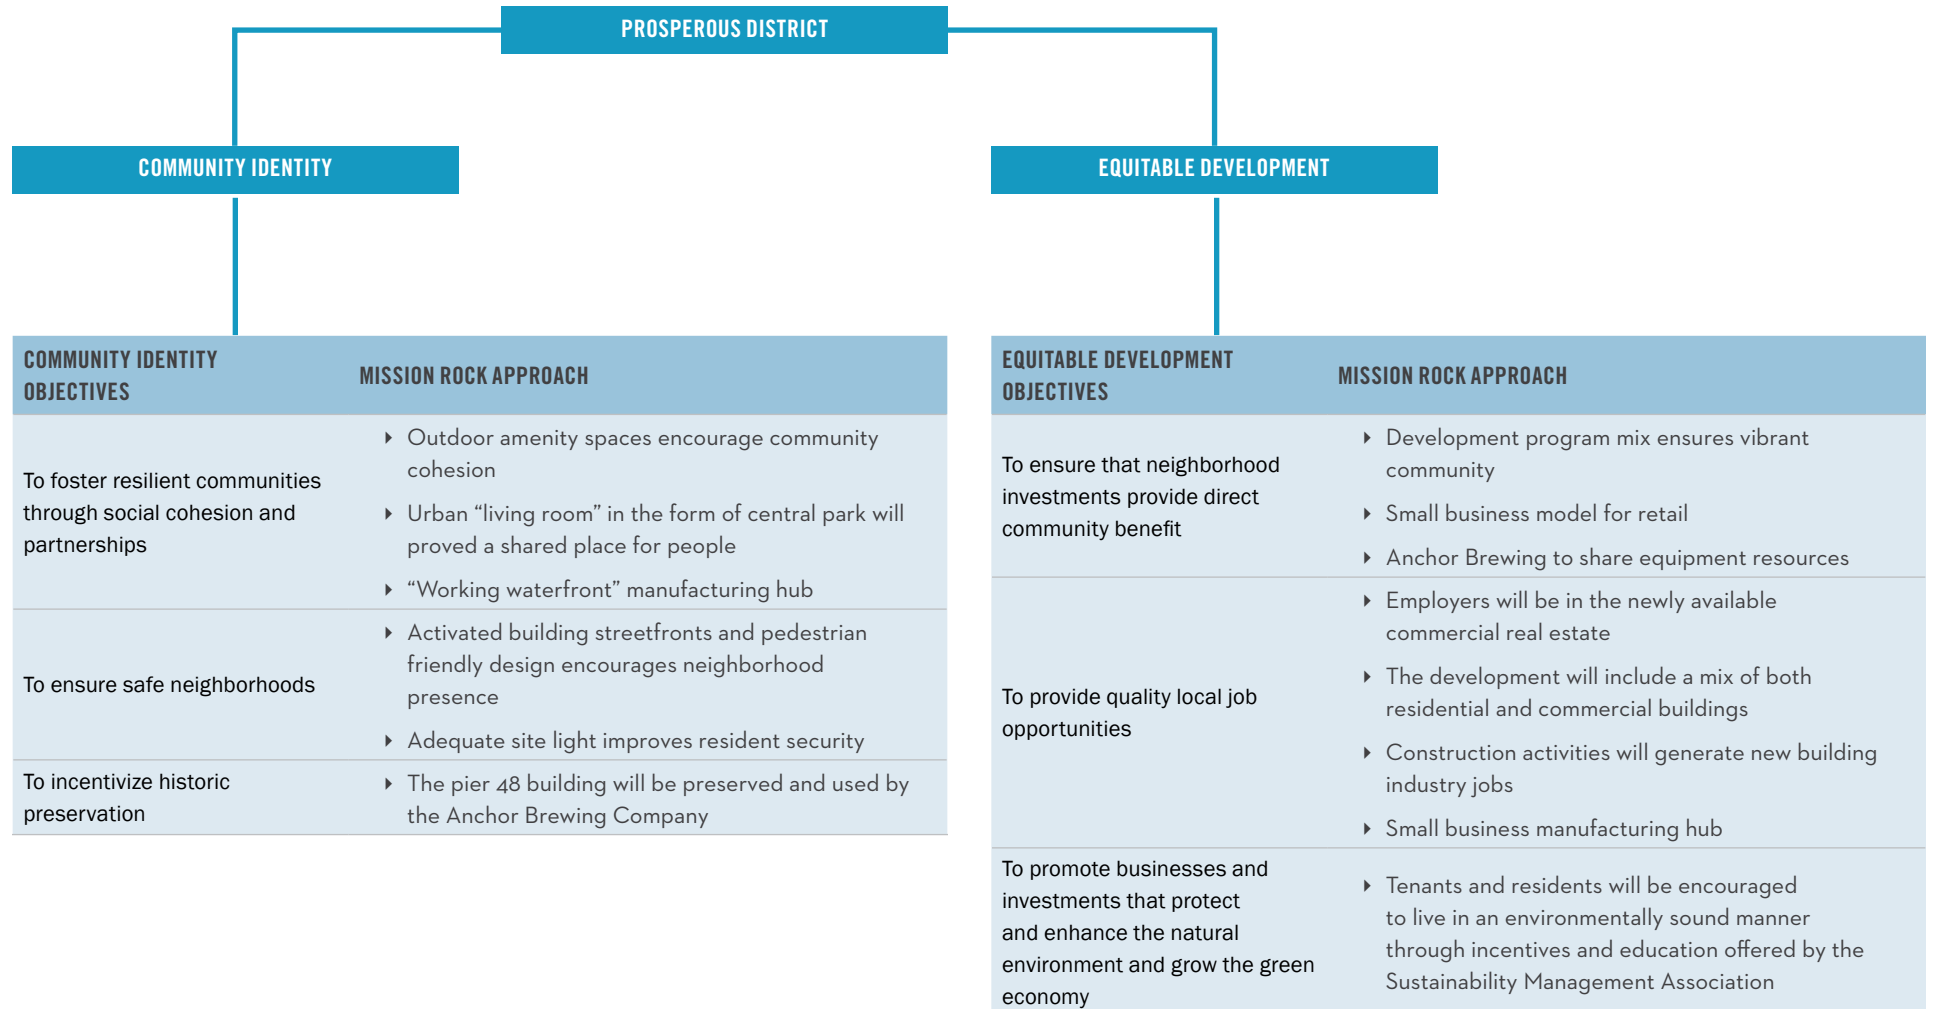 PROSPEROUS DISTRICT
COMMUNITY IDENTITY
EQUITABLE DEVELOPMENT
COMMUNITY IDENTITY
OBJECTIVES
MISSION ROCK APPROACH
To foster resilient communities
through social cohesion and
partnerships
‣ Outdoor amenity spaces encourage community
cohesion
‣ Urban “living room” in the form of central park will
proved a shared place for people
‣ “Working waterfront” manufacturing hub
To ensure safe neighborhoods
‣ Activated building streetfronts and pedestrian
friendly design encourages neighborhood
presence
‣ Adequate site light improves resident security
To incentivize historic
preservation
‣ The pier 48 building will be preserved and used by
the Anchor Brewing Company
EQUITABLE DEVELOPMENT
OBJECTIVES
MISSION ROCK APPROACH
To ensure that neighborhood
investments provide direct
community benefit
‣ Development program mix ensures vibrant
community
‣ Small business model for retail
‣ Anchor Brewing to share equipment resources
To provide quality local job
opportunities
‣ Employers will be in the newly available
commercial real estate
‣ The development will include a mix of both
residential and commercial buildings
‣ Construction activities will generate new building
industry jobs
‣ Small business manufacturing hub
To promote businesses and
investments that protect
and enhance the natural
environment and grow the green
economy
‣ Tenants and residents will be encouraged
to live in an environmentally sound manner
through incentives and education offered by the
Sustainability Management Association